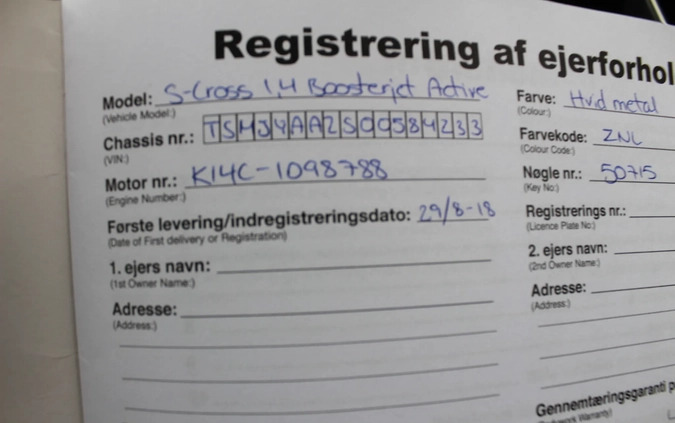 Registrering af ejerforhol
Model: S-Cross 1,4 Boosterjet Active
(Vehicle Model:)
Chassis nr.: TSMJYAA2S00584233
(VIN:)
Motor nr.: K14C-1098788
(Engine Number:)
Første levering/indregistreringsdato: 29/8-18
(Date of First delivery or Registration)
1. ejers navn:
(1st Owner Name:)
Adresse:
(Address:)
Farve: Hvid metal
(Colour:)
Farvekode: ZNL
(Colour Code:)
Nøgle nr.: 50715
(Key No:)
Registrerings nr.:
(Licence Plate No:)
2. ejers navn:
(2nd Owner Name:)
Adresse:
(Address:)
Gennemtæringsgaranti p
Warranty)